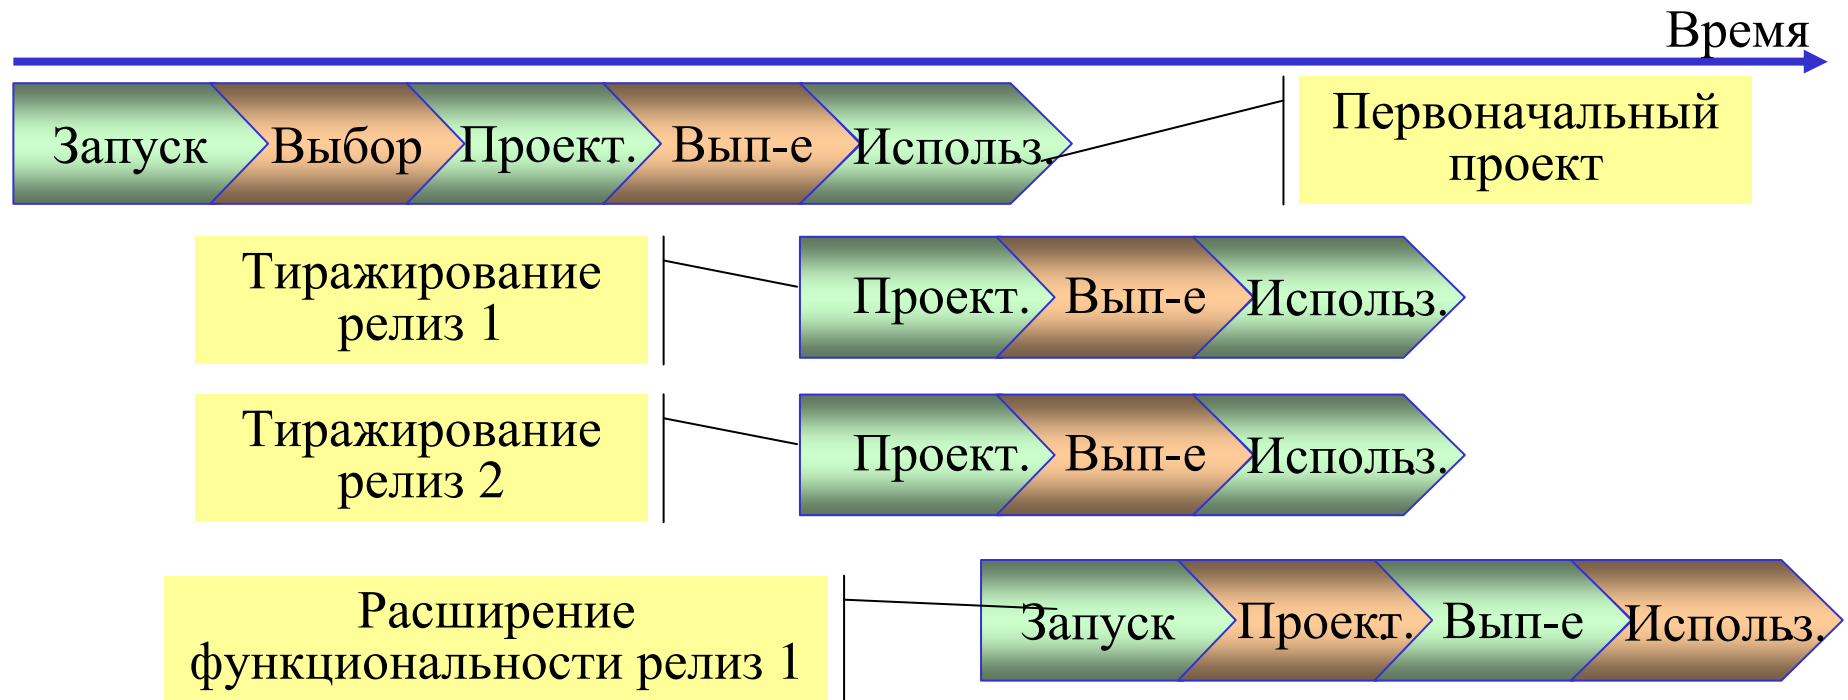 Время
Запуск
Выбор
Проект.
Вып-е
Использ.
Первоначальный
проект
Тиражирование
релиз 1
Проект.
Вып-е
Использ.
Тиражирование
релиз 2
Проект.
Вып-е
Использ.
Расширение
функциональности релиз 1
Запуск
Проект.
Вып-е
Использ.